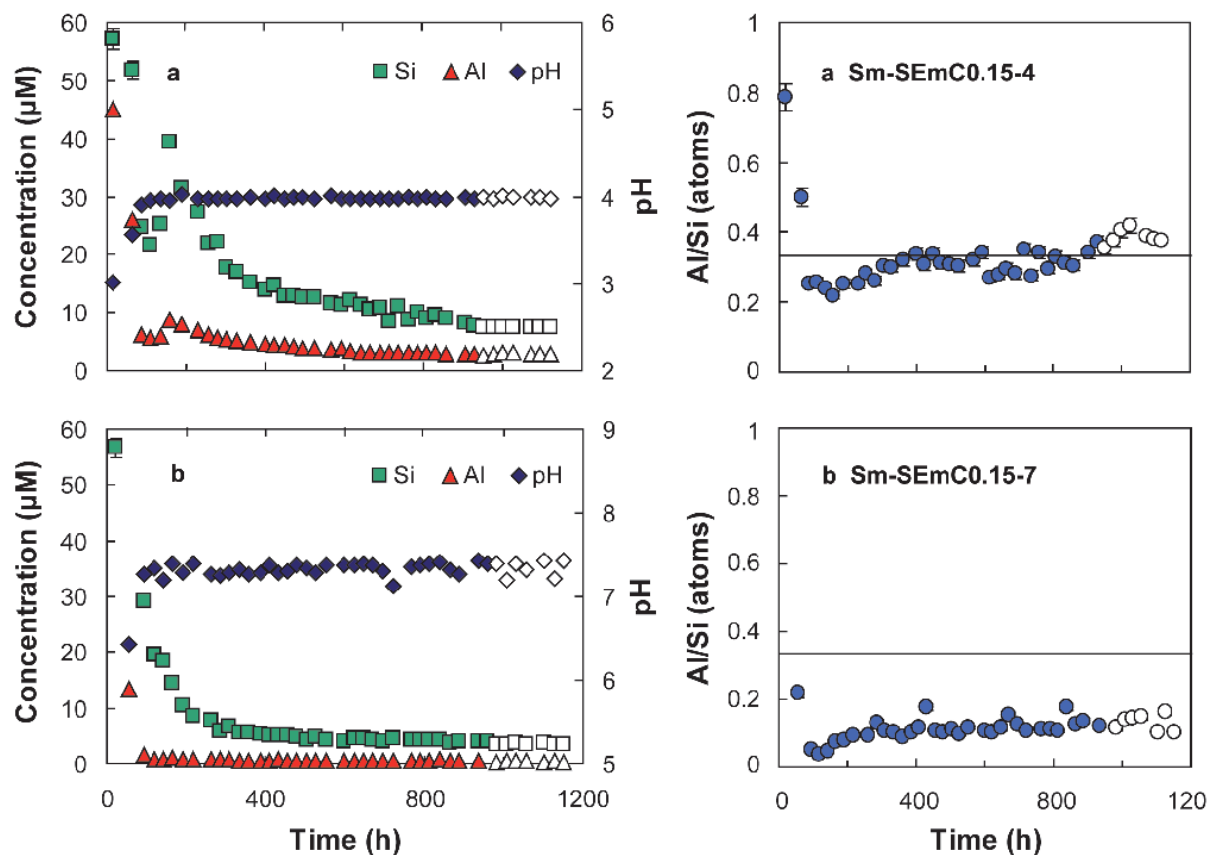 60
50
40
30
20
10
0
Concentration (µM)
a
Si
Al
pH
6
5
4
3
2
pH
1
0.8
0.6
0.4
0.2
0
Al/Si (atoms)
a Sm-SEmC0.15-4
60
50
40
30
20
10
0
Concentration (µM)
b
Si
Al
pH
9
8
7
6
5
pH
0
400
800
1200
Time (h)
1
0.8
0.6
0.4
0.2
0
Al/Si (atoms)
b Sm-SEmC0.15-7
0
400
800
120
Time (h)